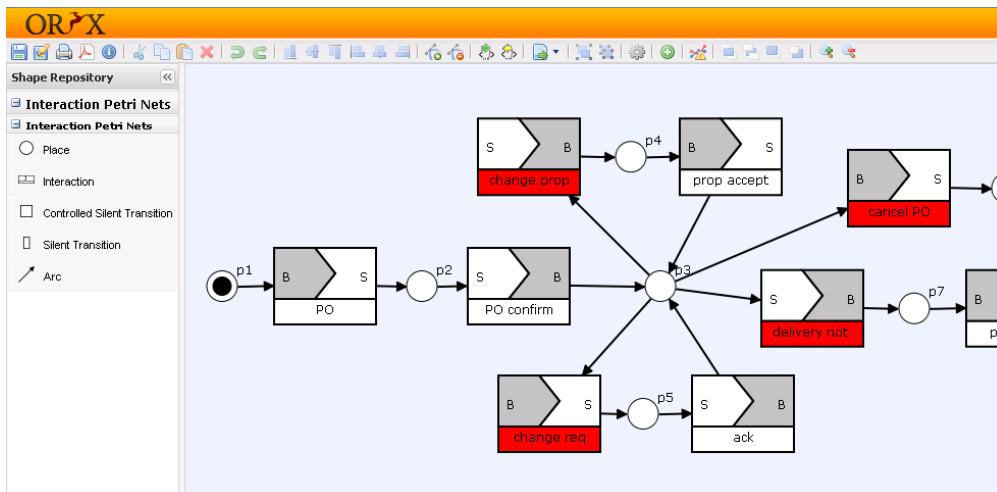 ORYX
Shape Repository
Interaction Petri Nets
Interaction Petri Nets
Place
Interaction
Controlled Silent Transition
Silent Transition
Arc
S B
change prop
p4
B S
prop accept
B S
cancel PO
p1
B S
PO
p2
S B
PO confirm
p3
S B
delivery not.
p7
p
B S
change req
p5
S B
ack